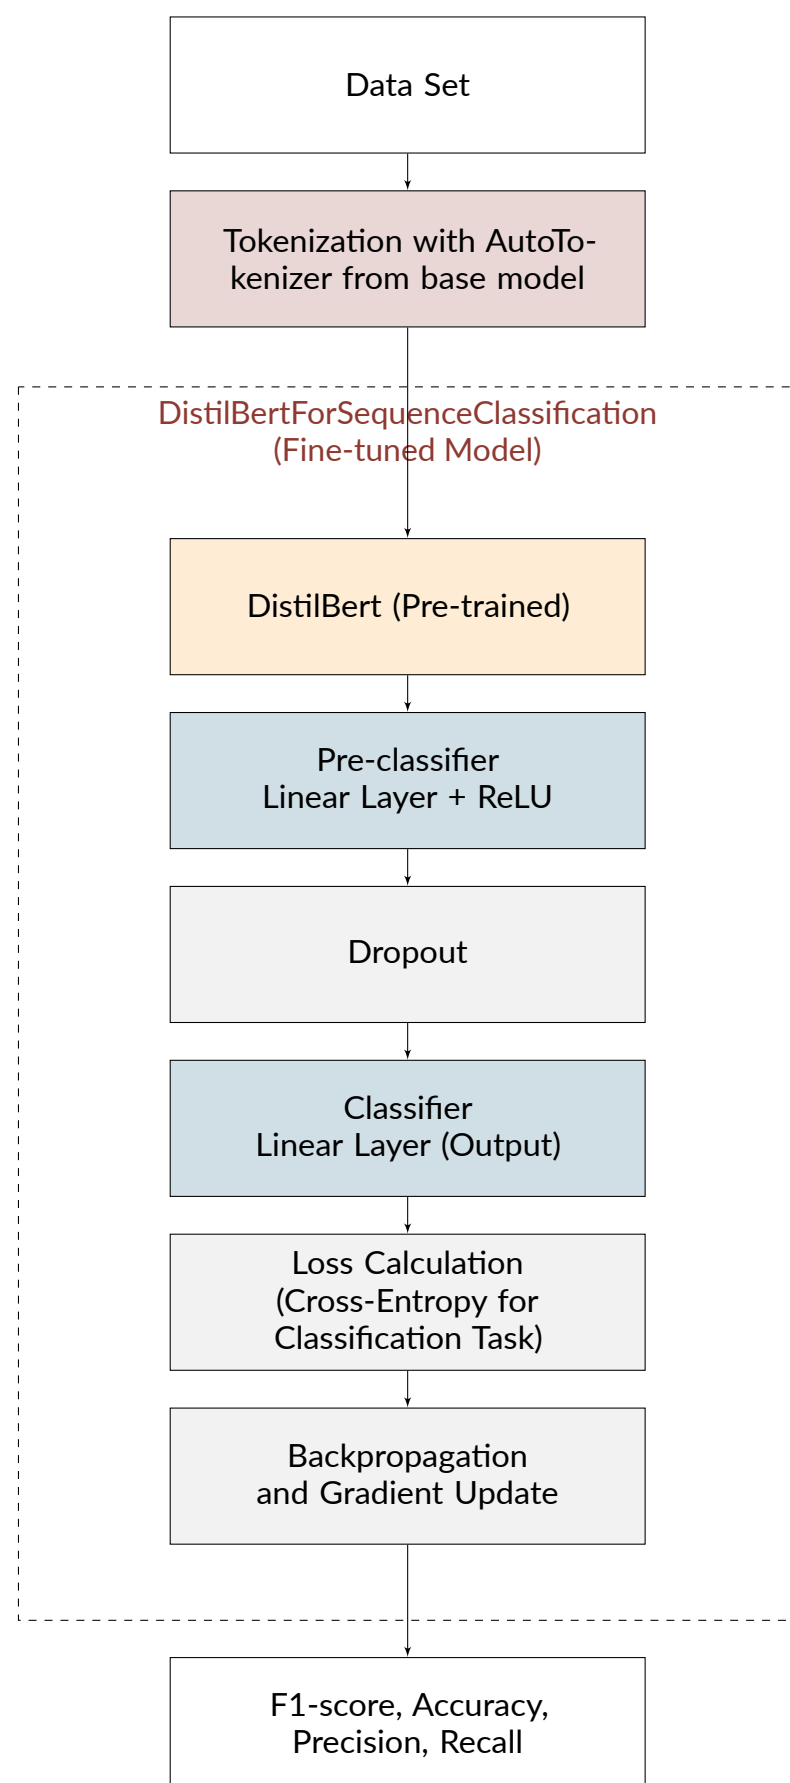 Data Set
Tokenization with AutoTo-
kenizer from base model
DistilBertForSequenceClassification
(Fine-tuned Model)
DistilBert (Pre-trained)
Pre-classifier
Linear Layer + ReLU
Dropout
Classifier
Linear Layer (Output)
Loss Calculation
(Cross-Entropy for
Classification Task)
Backpropagation
and Gradient Update
F1-score, Accuracy,
Precision, Recall